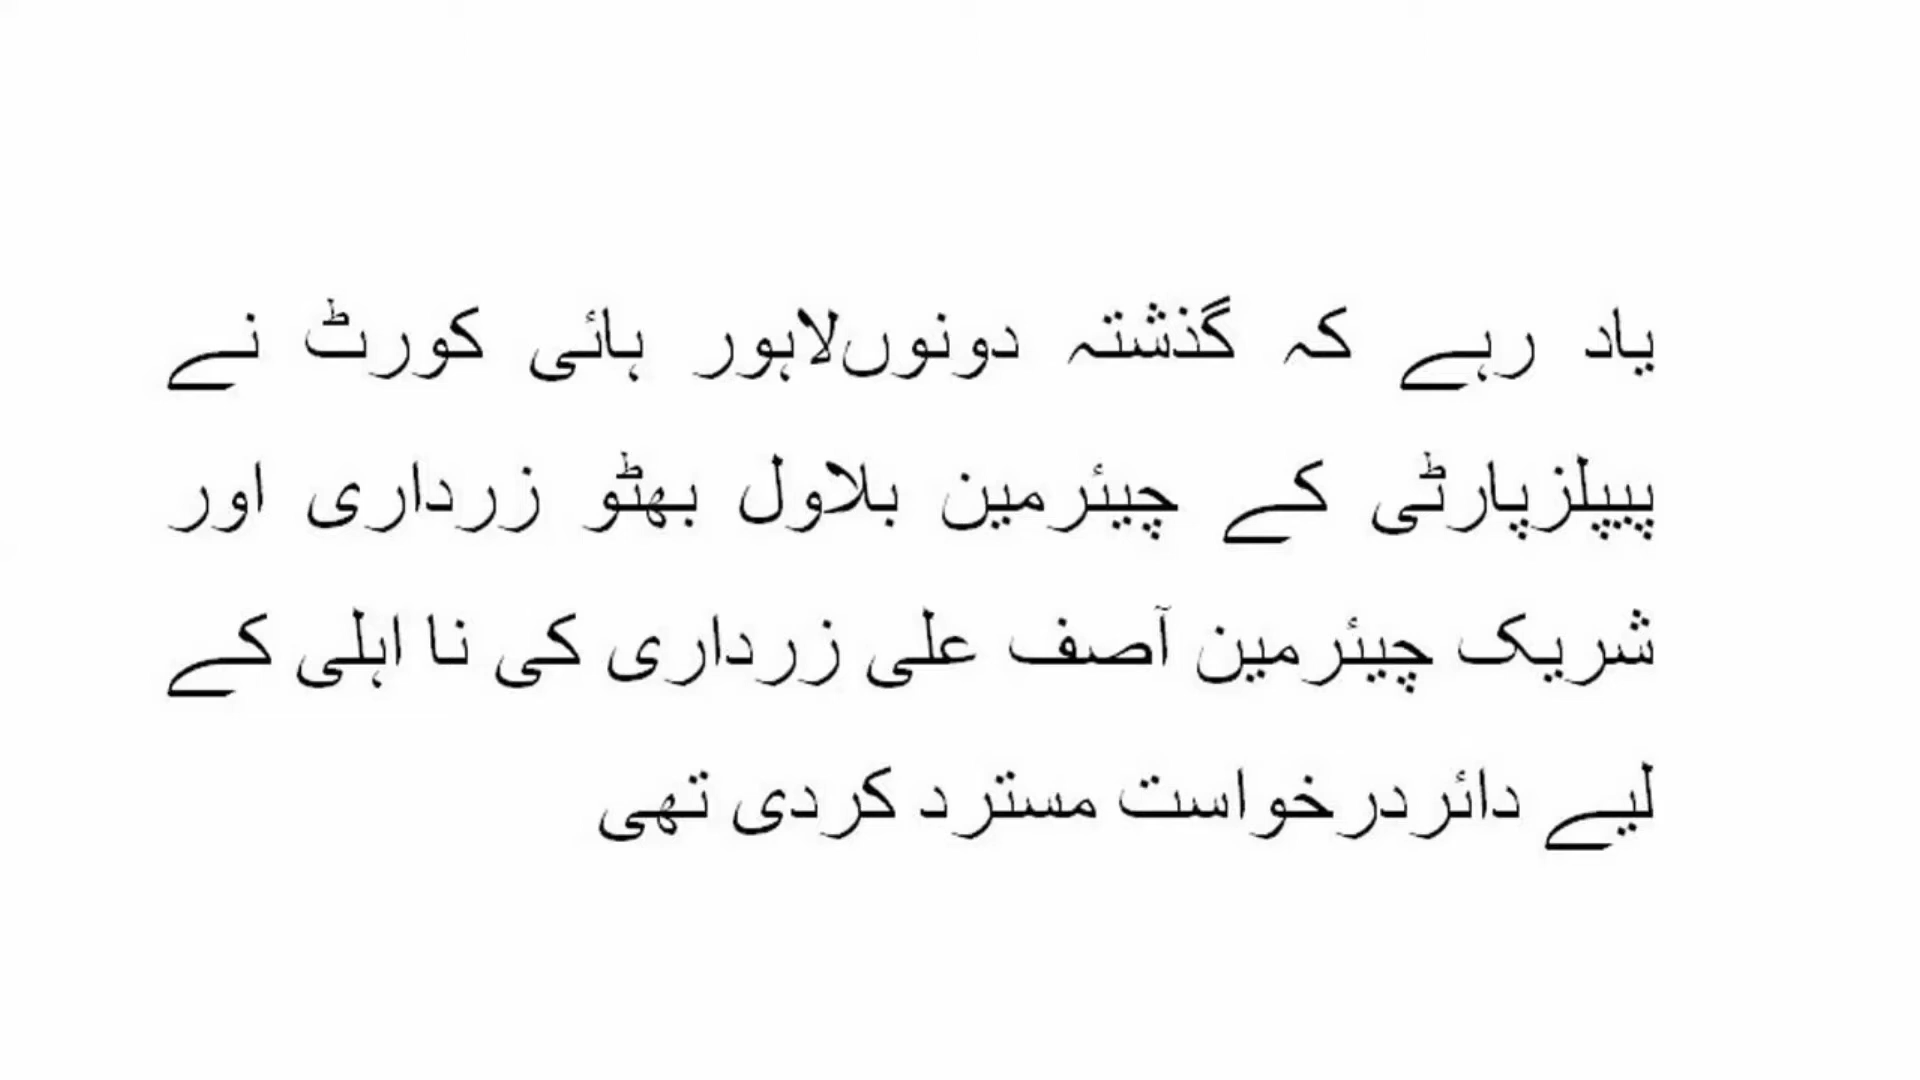 یاد رہے کہ گذشتہ دونوں‌لاہور ہائی کورٹ نے
پیپلزپارٹی کے چیئرمین بلاول بھٹو زرداری اور
شریک چیئرمین آصف علی زرداری کی نا اہلی کے
لیے دائردرخواست مسترد کردی تھی